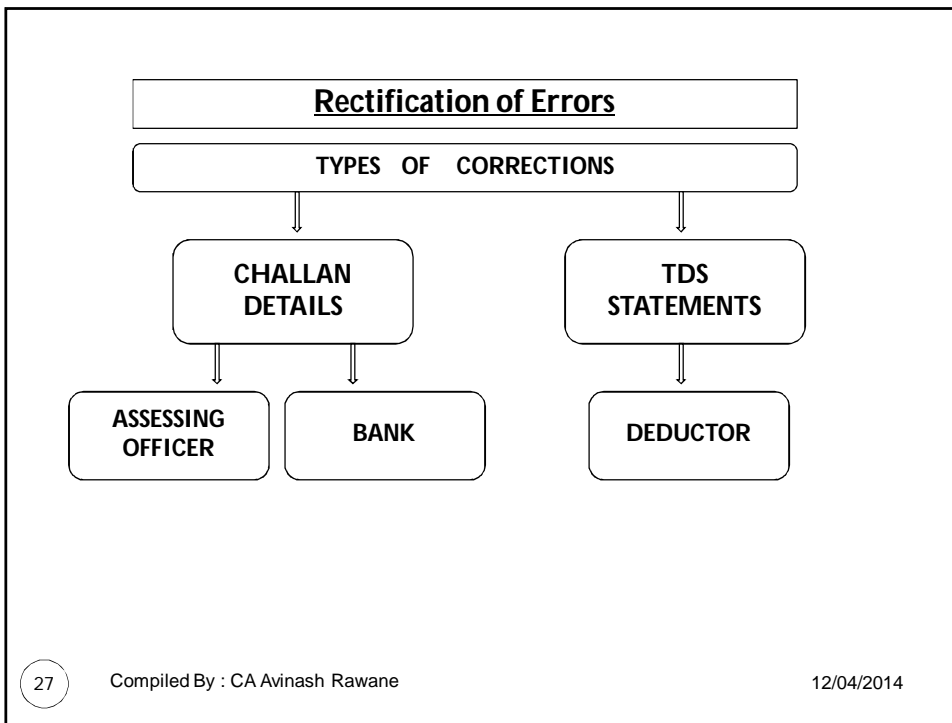 Rectification of Errors
TYPES OF CORRECTIONS
CHALLAN
DETAILS
TDS
STATEMENTS
ASSESSING
OFFICER
BANK
DEDUCTOR
27
Compiled By : CA Avinash Rawane
12/04/2014